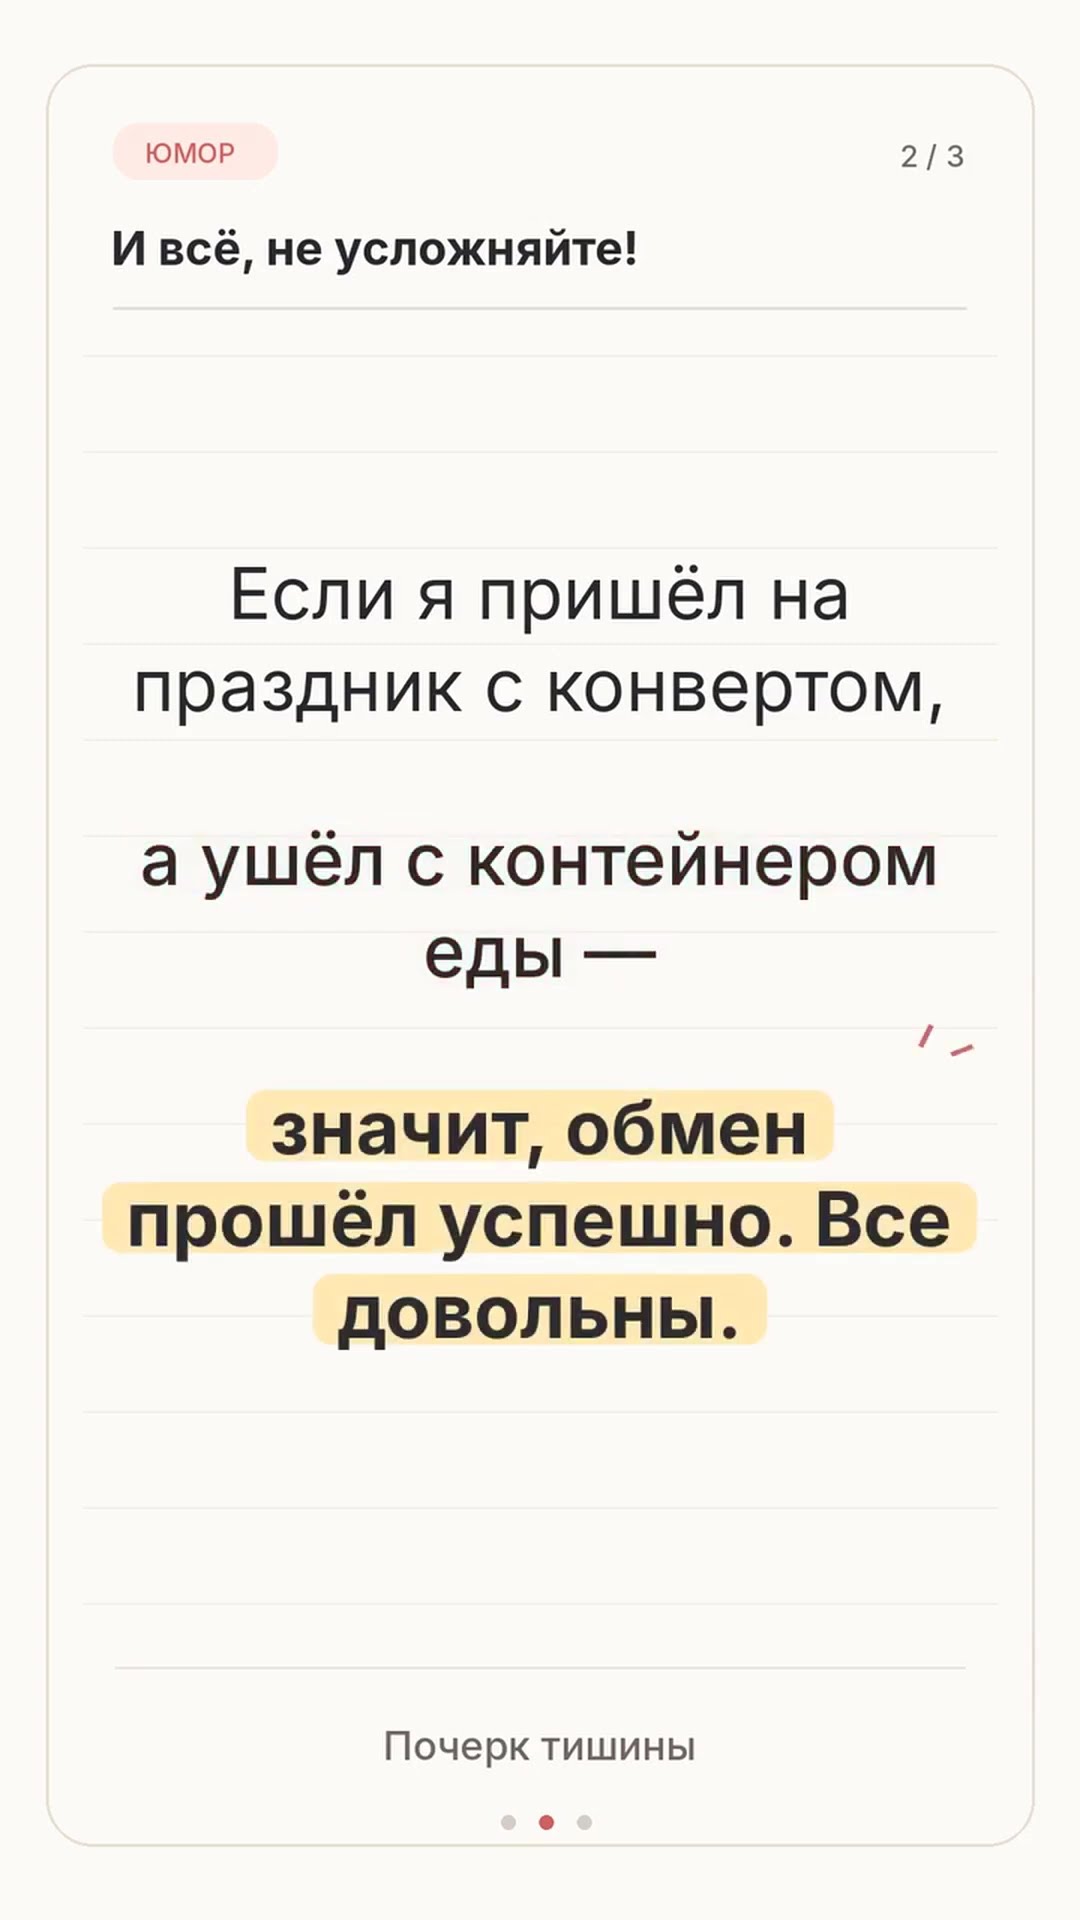 ЮМОР
2 / 3
И всё, не усложняйте!
Если я пришёл на
праздник с конвертом,
а ушёл с контейнером
еды —
значит, обмен
прошёл успешно. Все
довольны.
Почерк тишины